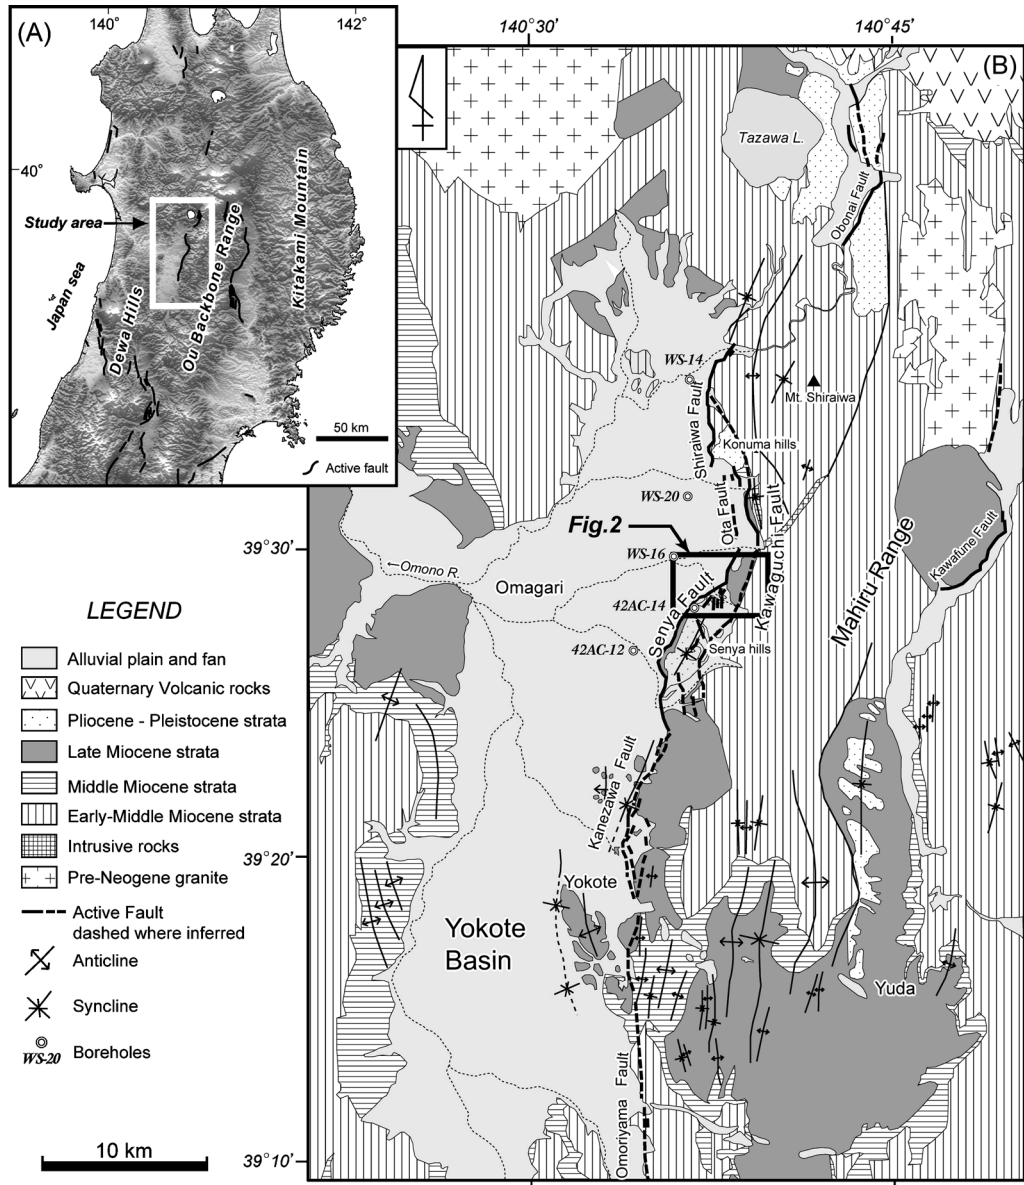 (A)
140°
142°
40°
Study area
Japan sea
Dewa Hills
Ou Backbone Range
Kitakami Mountain
50 km
Active fault
140°30′
140°45′
(B)
Tazawa L.
Obonai Fault
WS-14
Mt. Shiraiwa
Shiraiwa Fault
Konuma hills
WS-20
Ota Fault
Fig.2
39°30′
WS-16
Kawaguchi Fault
Mahiru Range
Kawafune Fault
←Omono R.
Omagari
42AC-14
Senya Fault
42AC-12
Senya hills
Kanezawa Fault
39°20′
Yokote
Yokote
Basin
Yuda
Omoriyama Fault
39°10′
LEGEND
Alluvial plain and fan
Quaternary Volcanic rocks
Pliocene - Pleistocene strata
Late Miocene strata
Middle Miocene strata
Early-Middle Miocene strata
Intrusive rocks
Pre-Neogene granite
Active Fault
dashed where inferred
Anticline
Syncline
WS-20
Boreholes
10 km